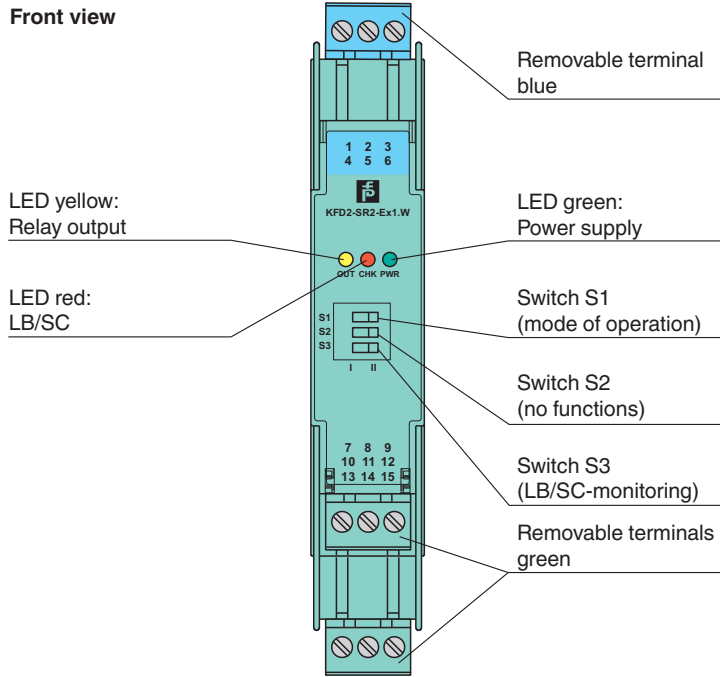 Front view
Removable terminal
blue
1 2 3
4 5 6
KFD2-SR2-Ex1.W
LED yellow:
Relay output
LED green:
Power supply
OUT CHK PWR
LED red:
LB/SC
Switch S1
(mode of operation)
S1
S2
S3
I II
Switch S2
(no functions)
7 8 9
10 11 12
13 14 15
Switch S3
(LB/SC-monitoring)
Removable terminals
green